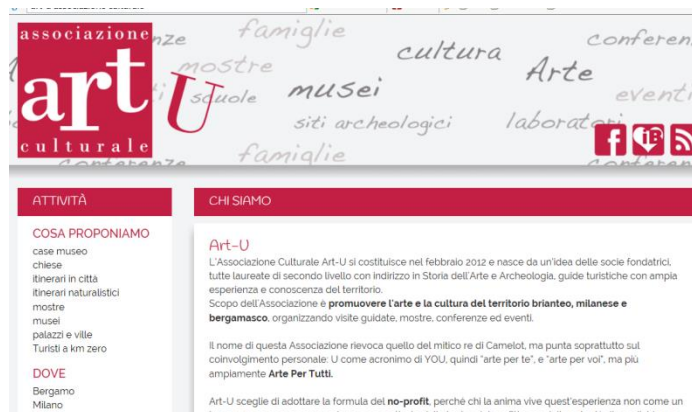 associazione
art U
culturale
famiglie
cultura
mostre
Arte
scuole
musei
eventi
siti archeologici
famiglie
ATTIVITÀ
COSA PROPONIAMO
case museo
chiese
itinerari in città
itinerari naturalistici
mostre
musei
palazzi e ville
Turisti a km zero
DOVE
Bergamo
Milano
CHI SIAMO
Art-U
L'Associazione Culturale Art-U si costituisce nel febbraio 2012 e nasce da un'idea delle socie fondatrici,
tutte laureate di secondo livello con indirizzo in Storia dell'Arte e Archeologia, guide turistiche con ampia
esperienza e conoscenza del territorio.
Scopo dell'Associazione è promuovere l'arte e la cultura del territorio brianteo, milanese e
bergamasco, organizzando visite guidate, mostre, conferenze ed eventi.
Il nome di questa Associazione rievoca quello del mitico re di Camelot, ma punta soprattutto sul
coinvolgimento personale: U come acronimo di YOU, quindi "arte per te", e "arte per voi", ma più
ampiamente Arte Per Tutti.
Art-U sceglie di adottare la formula del no-profit, perché chi la anima vive quest'esperienza non come un